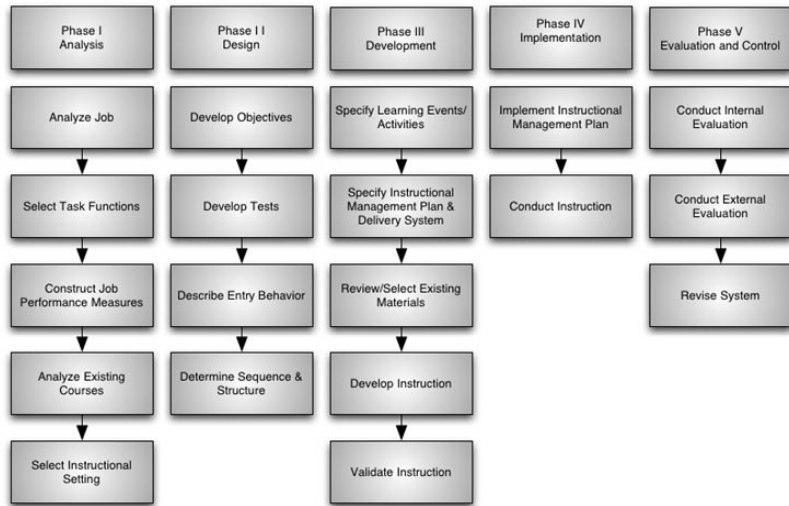 Phase I
Analysis
Phase I I
Design
Phase III
Development
Phase IV
Implementation
Phase V
Evaluation and Control
Analyze Job
Select Task Functions
Construct Job
Performance Measures
Analyze Existing
Courses
Select Instructional
Setting
Develop Objectives
Develop Tests
Describe Entry Behavior
Determine Sequence &
Structure
Specify Learning Events/
Activities
Specify Instructional
Management Plan &
Delivery System
Review/Select Existing
Materials
Develop Instruction
Validate Instruction
Implement Instructional
Management Plan
Conduct Instruction
Conduct Internal
Evaluation
Conduct External
Evaluation
Revise System